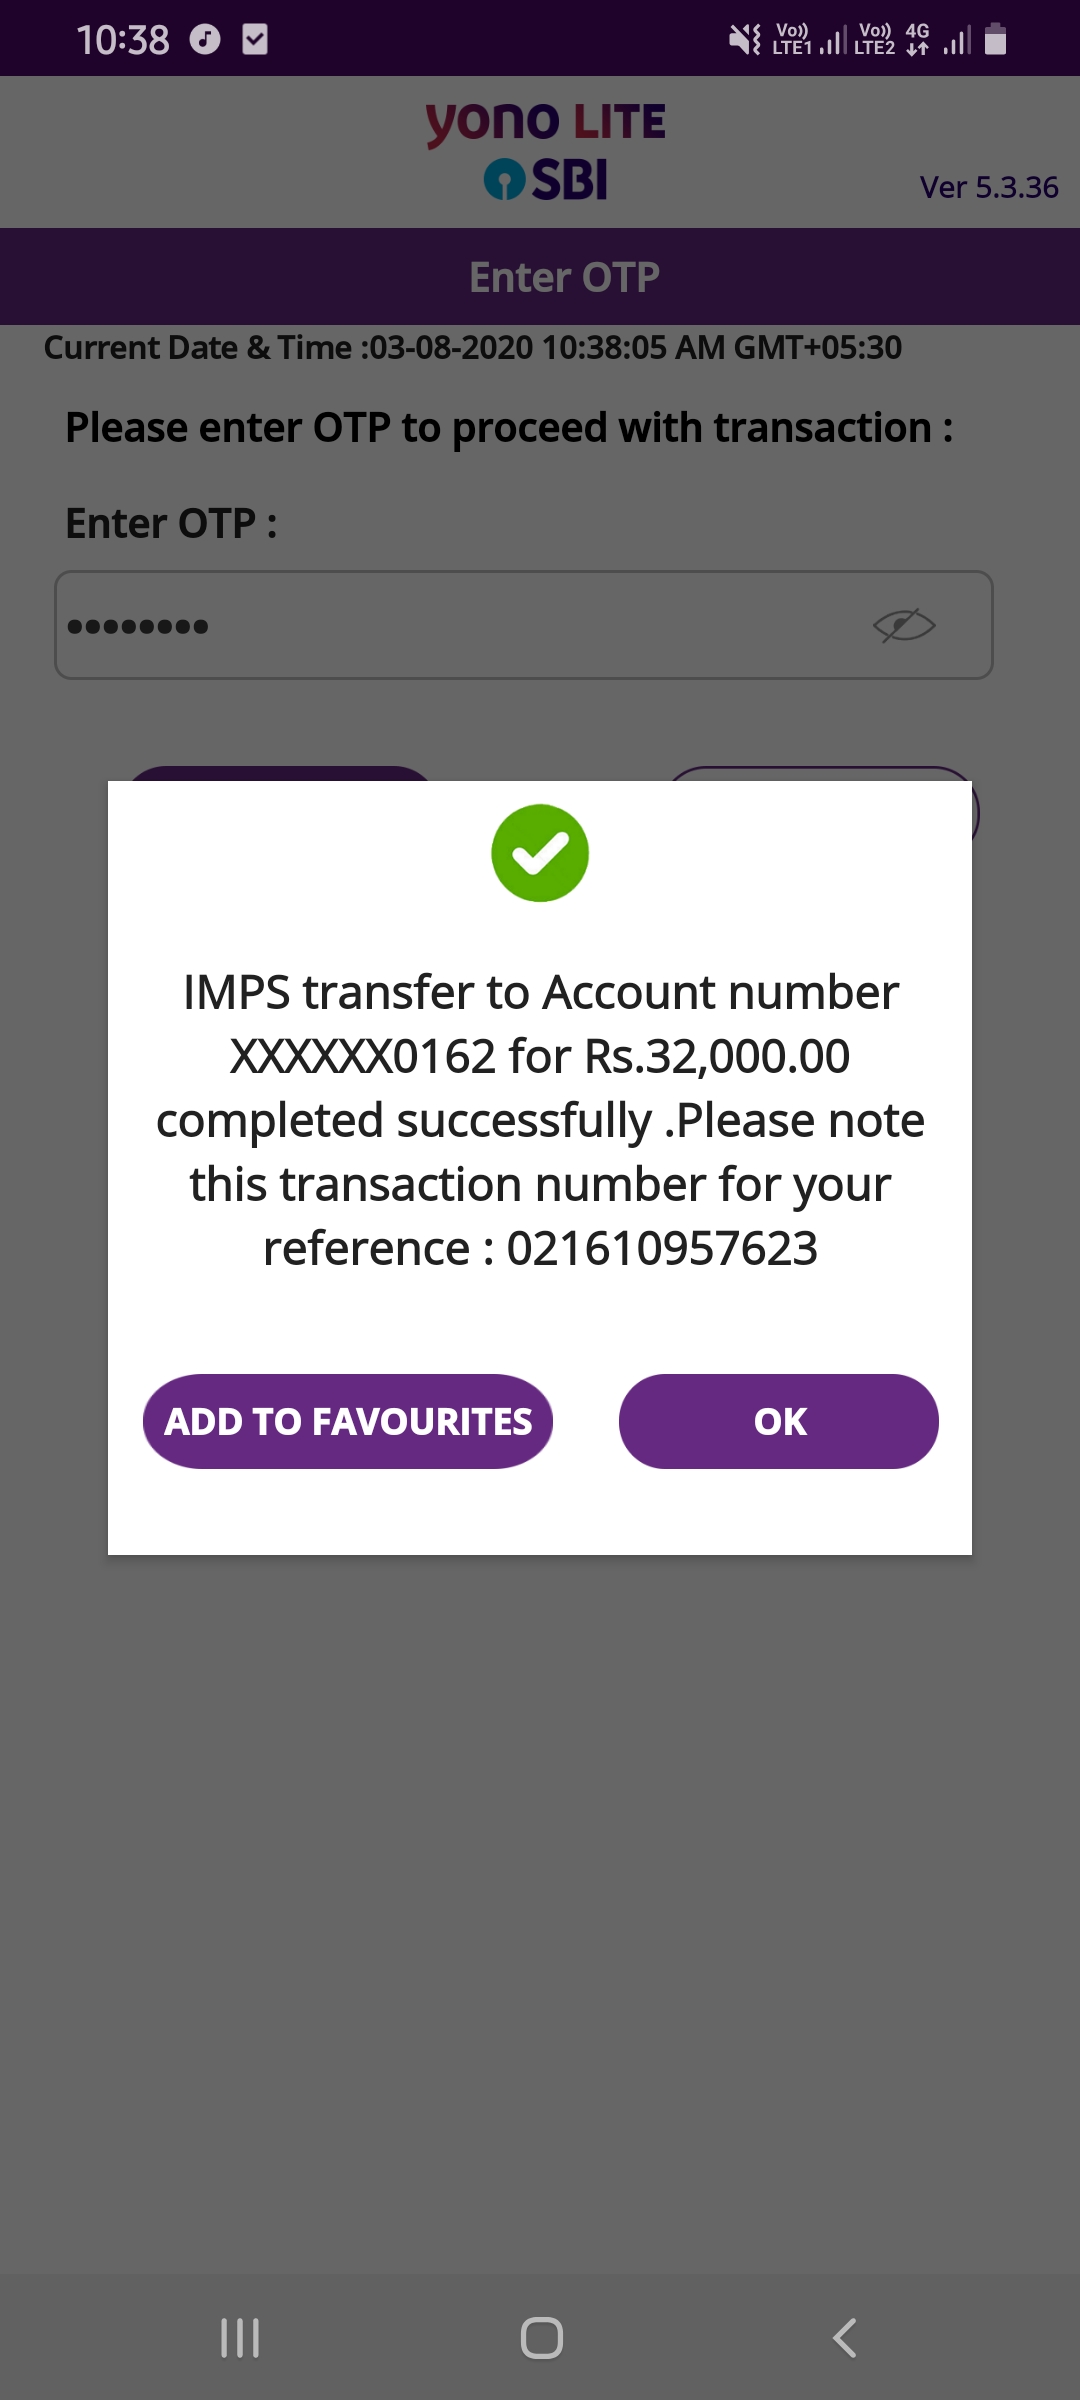 10:38 Vo)) LTE1 Vo)) LTE2 4G
yono LITE
SBI
Ver 5.3.36
Enter OTP
Current Date & Time :03-08-2020 10:38:05 AM GMT+05:30
Please enter OTP to proceed with transaction :
Enter OTP :
IMPS transfer to Account number
XXXXXX0162 for Rs.32,000.00
completed successfully .Please note
this transaction number for your
reference : 021610957623
ADD TO FAVOURITES OK